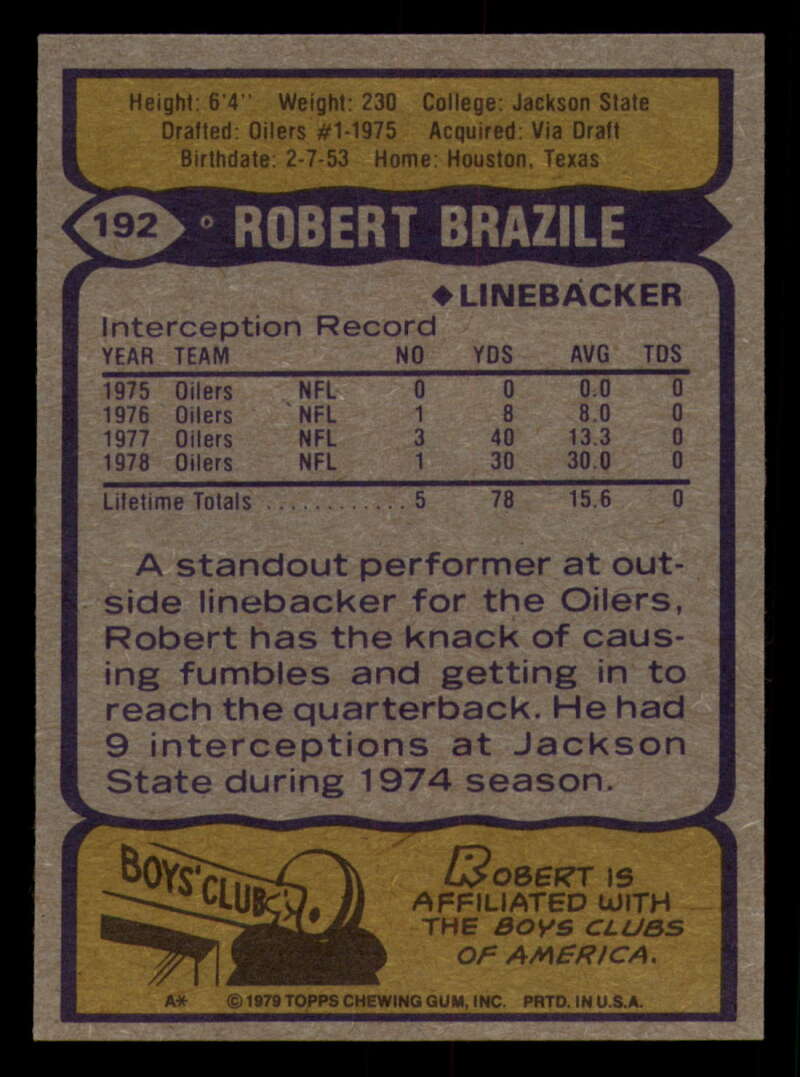 Height: 6'4" Weight: 230 College: Jackson State
Drafted: Oilers #1-1975 Acquired: Via Draft
Birthdate: 2-7-53 Home: Houston, Texas
192 ROBERT BRAZILE
◆LINEBACKER
Interception Record
YEAR TEAM NO YDS AVG TDS
1975 Oilers NFL 0 0 0.0 0
1976 Oilers NFL 1 8 8.0 0
1977 Oilers NFL 3 40 13.3 0
1978 Oilers NFL 1 30 30.0 0
Lifetime Totals ............ 5 78 15.6 0
A standout performer at out-
side linebacker for the Oilers,
Robert has the knack of caus-
ing fumbles and getting in to
reach the quarterback. He had
9 interceptions at Jackson
State during 1974 season.
BOYS' CLUB
ROBERT IS
AFFILIATED WITH
THE BOYS CLUBS
OF AMERICA.
A* © 1979 TOPPS CHEWING GUM, INC. PRTD. IN U.S.A.